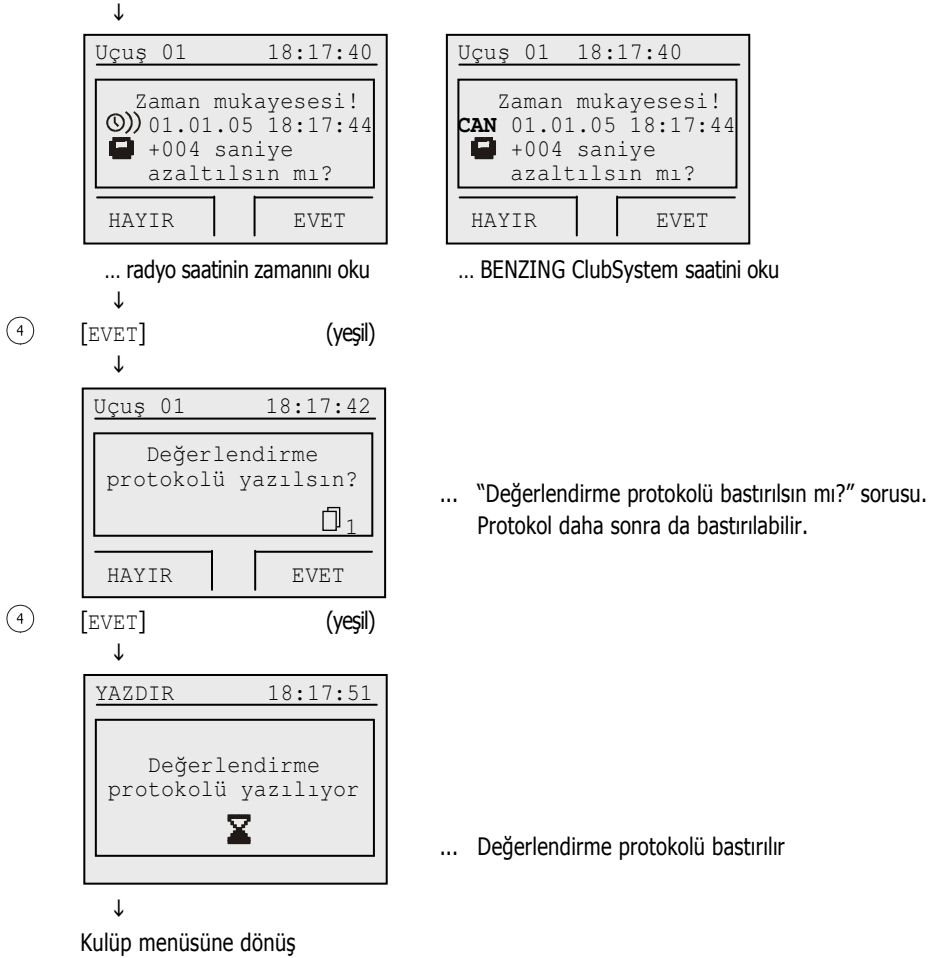 ↓
Uçuş 01 18:17:40
Zaman mukayesesi!
01.01.05 18:17:44
+004 saniye
azaltılsın mı?
HAYIR EVET
... radyo saatinin zamanını oku
Uçuş 01 18:17:40
Zaman mukayesesi!
CAN 01.01.05 18:17:44
+004 saniye
azaltılsın mı?
HAYIR EVET
... BENZING ClubSystem saatini oku
↓
4 [EVET] (yeşil)
↓
Uçuş 01 18:17:42
Değerlendirme
protokolü yazılsın?
1
HAYIR EVET
... “Değerlendirme protokolü bastırılsın mı?” sorusu.
Protokol daha sonra da bastırılabilir.
4 [EVET] (yeşil)
↓
YAZDIR 18:17:51
Değerlendirme
protokolü yazılıyor
... Değerlendirme protokolü bastırılır
↓
Kulüp menüsüne dönüş